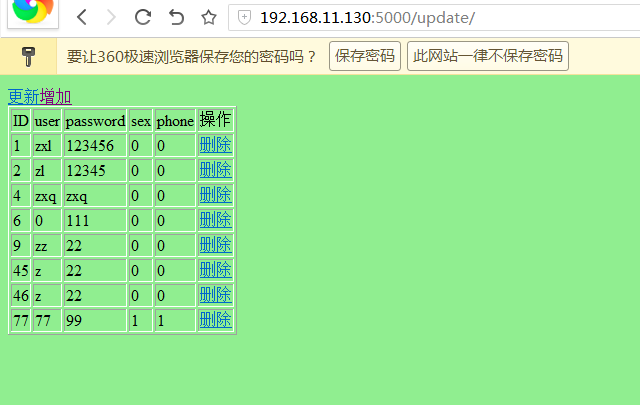 192.168.11.130:5000/update/
要让360极速浏览器保存您的密码吗？ 保存密码 此网站一律不保存密码
更新增加
ID user password sex phone 操作
1 zxl 123456 0 0 删除
2 zl 12345 0 0 删除
4 zxq zxq 0 0 删除
6 0 111 0 0 删除
9 zz 22 0 0 删除
45 z 22 0 0 删除
46 z 22 0 0 删除
77 77 99 1 1 删除